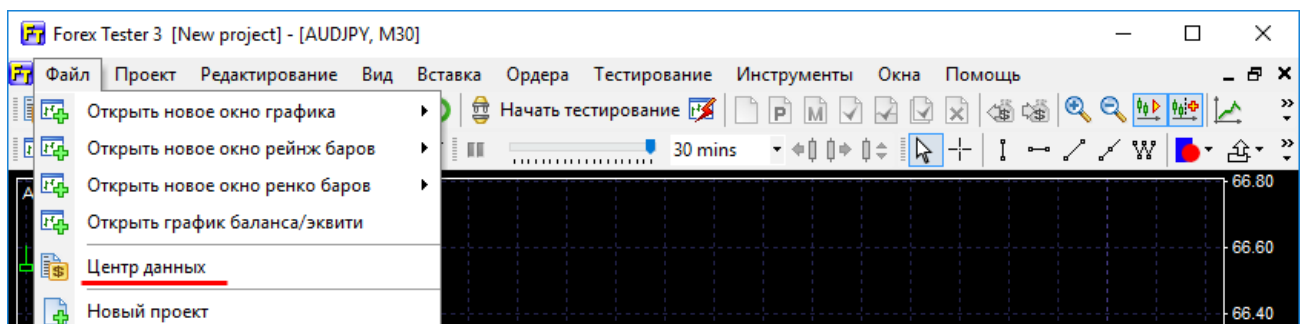 Forex Tester 3 [New project] - [AUDJPY, M30]
Файл Проект Редактирование Вид Вставка Ордера Тестирование Инструменты Окна Помощь
Открыть новое окно графика
Начать тестирование
Открыть новое окно рейнж баров
30 mins
Открыть новое окно ренко баров
66.80
Открыть график баланса/эквити
66.60
Центр данных
Новый проект
66.40